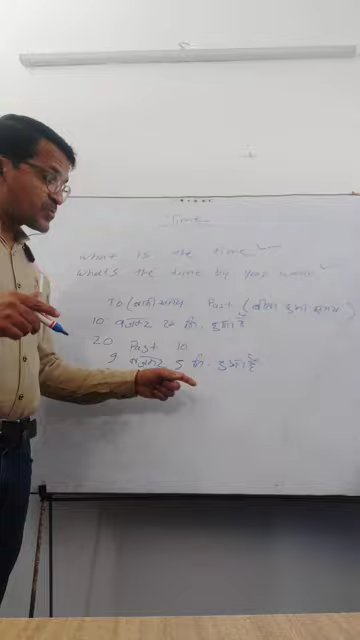 Time
What is the time
What's the time by your watch
To (बाकी समय Past (बीता हुआ समय)
10 बजकर 20 मि. हुआ है
20 Past 10
9 बजकर 5 मि. हुआ है